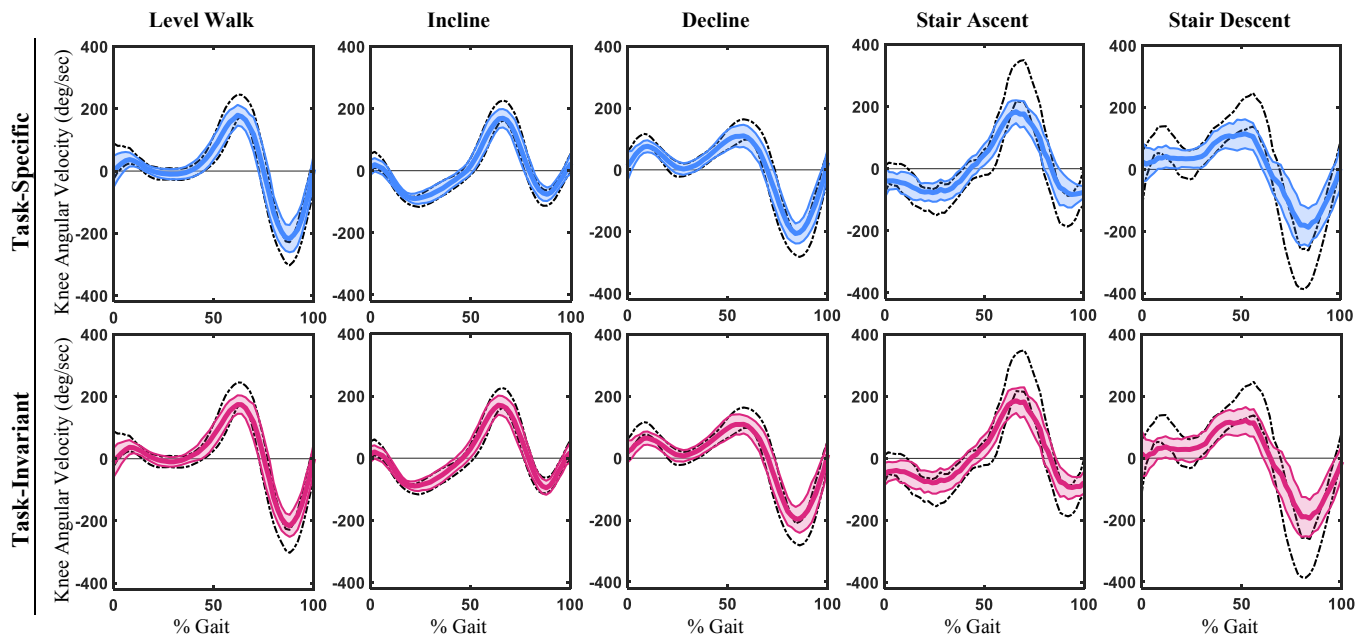 Level Walk Incline Decline Stair Ascent Stair Descent
Task-Specific
Knee Angular Velocity (deg/sec)
400 400 400 400 400
200 200 200 200 200
0 0 0 0 0
-200 -200 -200 -200 -200
-400 -400 -400 -400 -400
0 50 100 0 50 100 0 50 100 0 50 100 0 50 100
Task-Invariant
Knee Angular Velocity (deg/sec)
400 400 400 400 400
200 200 200 200 200
0 0 0 0 0
-200 -200 -200 -200 -200
-400 -400 -400 -400 -400
0 50 100 0 50 100 0 50 100 0 50 100 0 50 100
% Gait % Gait % Gait % Gait % Gait